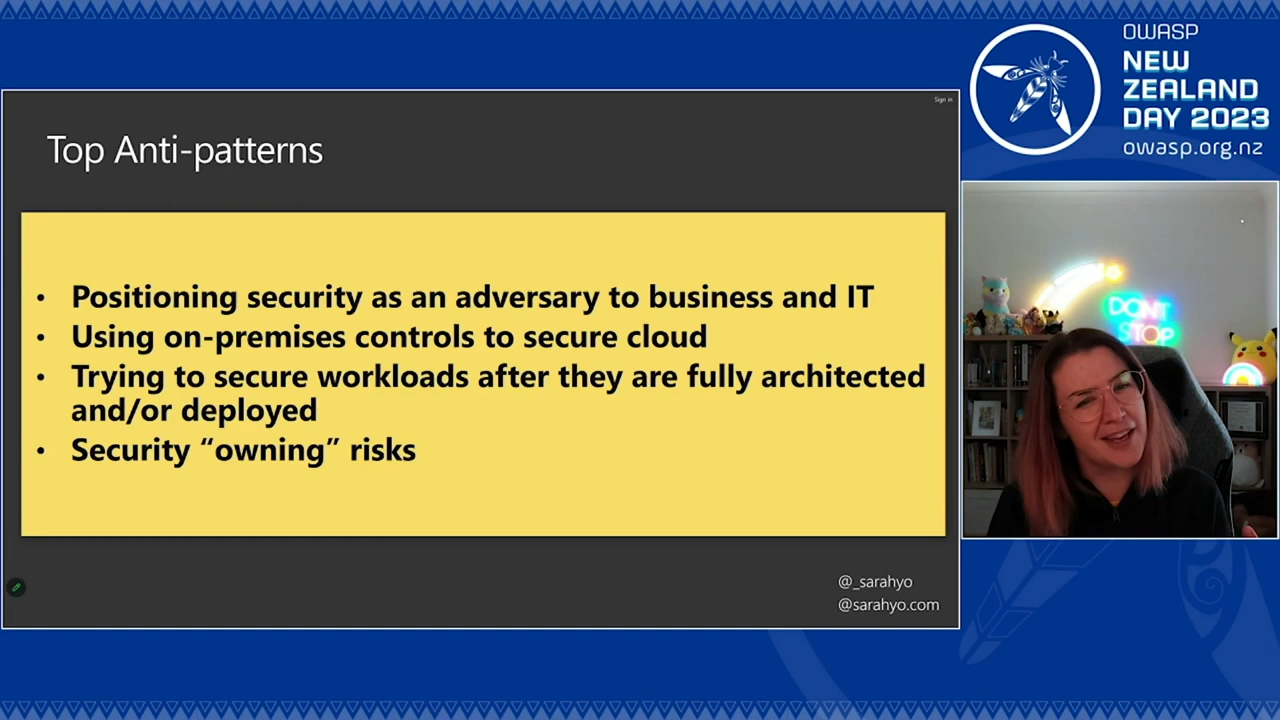 OWASP
NEW
ZEALAND
DAY 2023
owasp.org.nz
Sign in
Top Anti-patterns
• Positioning security as an adversary to business and IT
• Using on-premises controls to secure cloud
• Trying to secure workloads after they are fully architected
and/or deployed
• Security “owning” risks
@_sarahyo
@sarahyo.com
DON'T
STOP